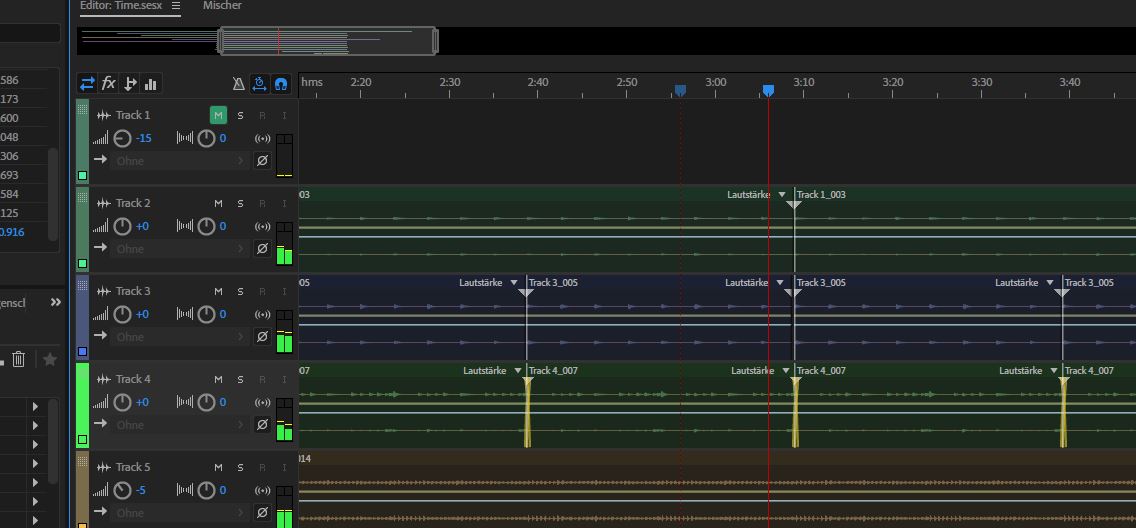 Editor: Time.sesx Mischer
.586
.173
.600
.048
.306
.693
.584
.125
0.916
genscl
fx
hms 2:20 2:30 2:40 2:50 3:00 3:10 3:20 3:30 3:40
Track 1 M S R I
-15 0
Ohne
03 Lautstärke Track 1_003
Track 2 M S R I
+0 0
Ohne
05 Lautstärke Track 3_005 Lautstärke Track 3_005 Lautstärke Track 3_005
Track 3 M S R I
+0 0
Ohne
07 Lautstärke Track 4_007 Lautstärke Track 4_007 Lautstärke Track 4_007
Track 4 M S R I
+0 0
Ohne
014
Track 5 M S R I
-5 0
Ohne